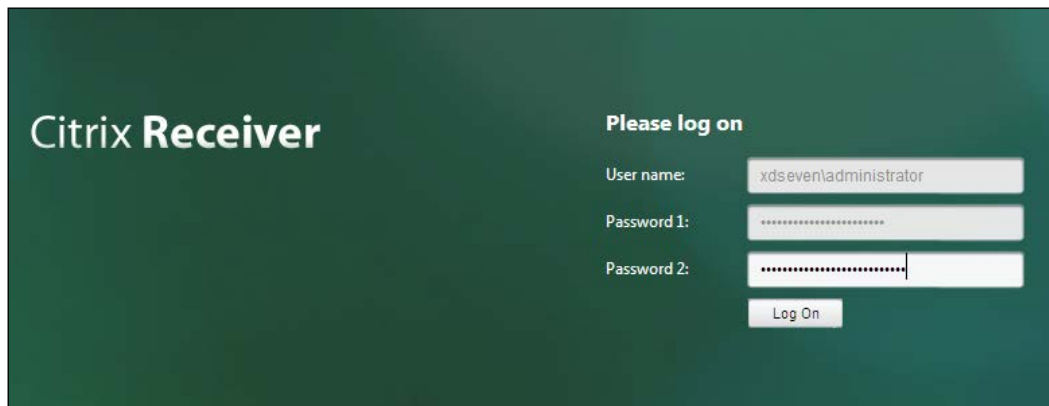 Citrix Receiver
Please log on
User name:
xdseven\administrator
Password 1:
Password 2:
Log On